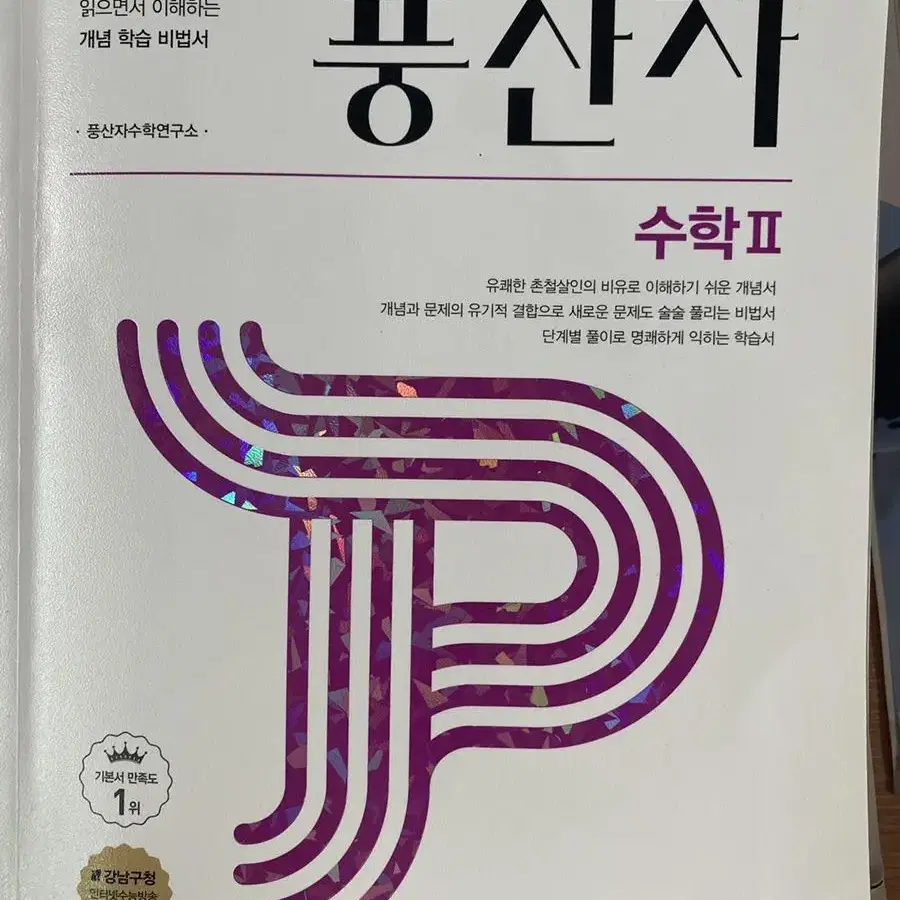 읽으면서 이해하는
개념 학습 비법서
풍산자
· 풍산자수학연구소 ·
수학Ⅱ
유쾌한 촌철살인의 비유로 이해하기 쉬운 개념서
개념과 문제의 유기적 결합으로 새로운 문제도 술술 풀리는 비법서
단계별 풀이로 명쾌하게 익히는 학습서
기본서 만족도
1위
강남구청
인터넷수능방송